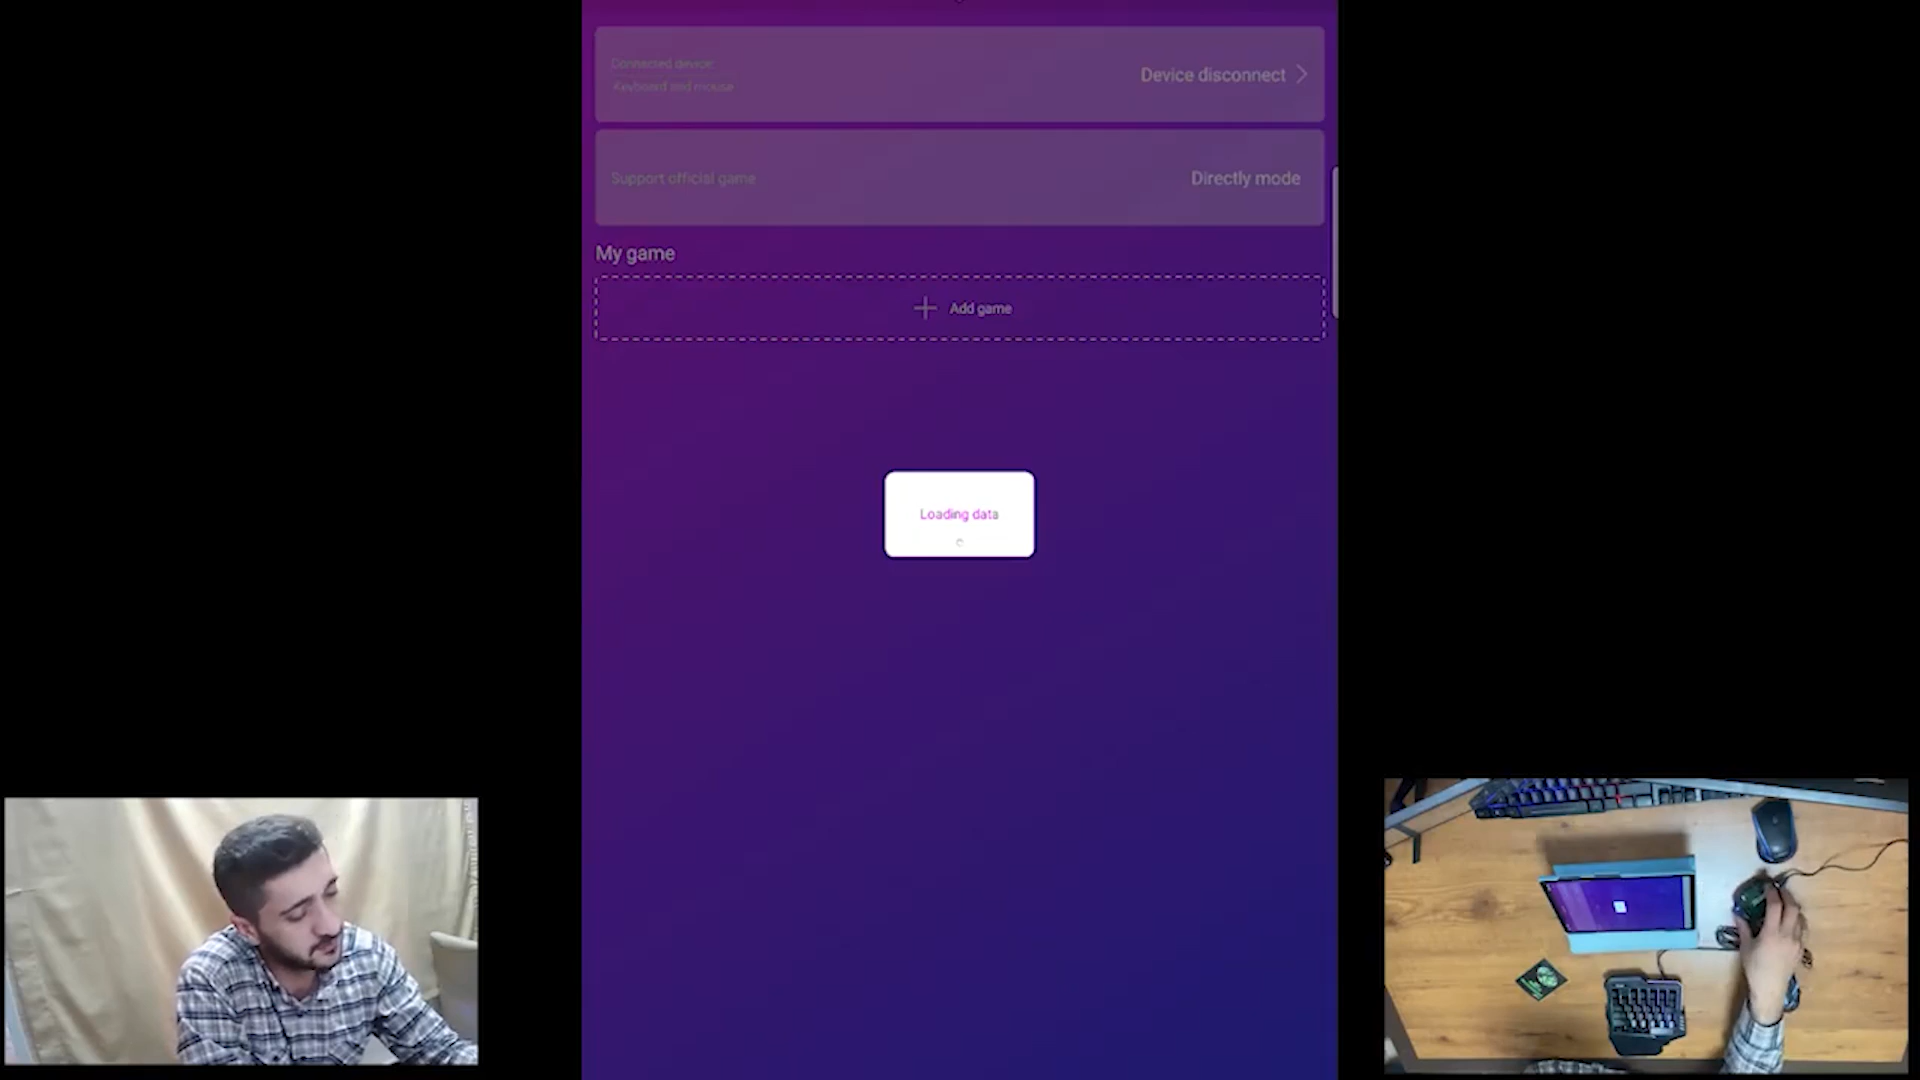 Connected device:
Keyboard and mouse
Device disconnect
Support official game
Directly mode
My game
Add game
Loading data